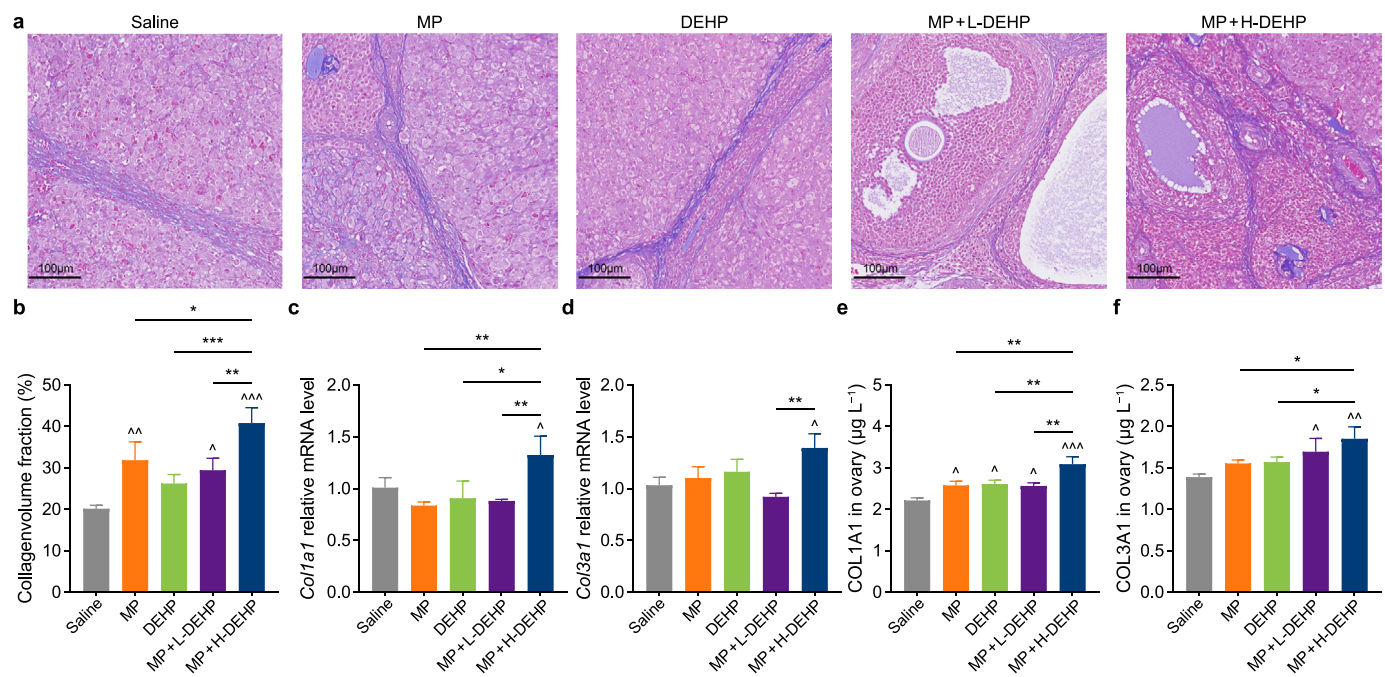 a Saline MP DEHP MP + L-DEHP MP + H-DEHP
100µm 100µm 100µm 100µm 100µm
b
*
***
**
^^^
^^
^
Collagenvolume fraction (%)
50
40
30
20
10
0
Saline MP DEHP MP + L-DEHP MP + H-DEHP
c
**
*
**
^
Col1a1 relative mRNA level
2.0
1.5
1.0
0.5
0.0
Saline MP DEHP MP + L-DEHP MP + H-DEHP
d
**
^
Col3a1 relative mRNA level
2.0
1.5
1.0
0.5
0.0
Saline MP DEHP MP + L-DEHP MP + H-DEHP
e
**
**
**
^^^
^ ^ ^
COL1A1 in ovary (µg L⁻¹)
5
4
3
2
1
0
Saline MP DEHP MP + L-DEHP MP + H-DEHP
f
*
*
^^
^
COL3A1 in ovary (µg L⁻¹)
2.5
2.0
1.5
1.0
0.5
0.0
Saline MP DEHP MP + L-DEHP MP + H-DEHP